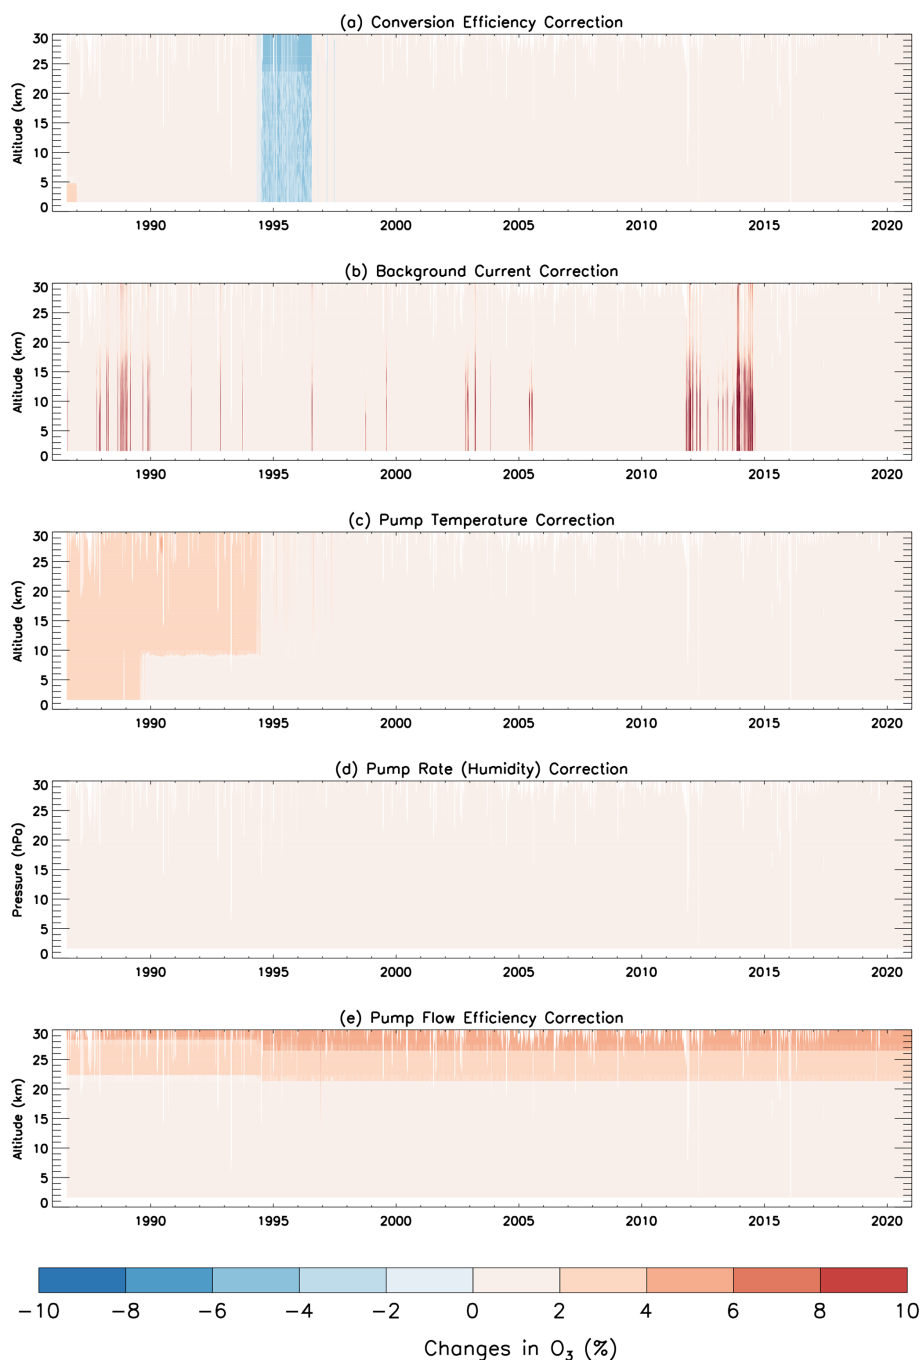 (a) Conversion Efficiency Correction
30
25
20
15
10
5
0
Altitude (km)
1990 1995 2000 2005 2010 2015 2020
(b) Background Current Correction
30
25
20
15
10
5
0
Altitude (km)
1990 1995 2000 2005 2010 2015 2020
(c) Pump Temperature Correction
30
25
20
15
10
5
0
Altitude (km)
1990 1995 2000 2005 2010 2015 2020
(d) Pump Rate (Humidity) Correction
30
25
20
15
10
5
0
Pressure (hPa)
1990 1995 2000 2005 2010 2015 2020
(e) Pump Flow Efficiency Correction
30
25
20
15
10
5
0
Altitude (km)
1990 1995 2000 2005 2010 2015 2020
−10 −8 −6 −4 −2 0 2 4 6 8 10
Changes in O₃ (%)